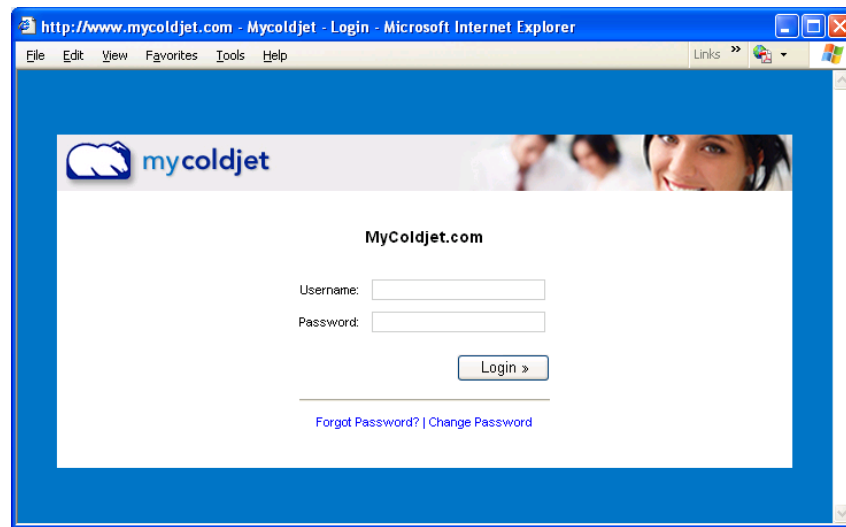 http://www.mycoldjet.com - Mycoldjet - Login - Microsoft Internet Explorer
File Edit View Favorites Tools Help Links »
mycoldjet
MyColdjet.com
Username:
Password:
Login »
Forgot Password? | Change Password